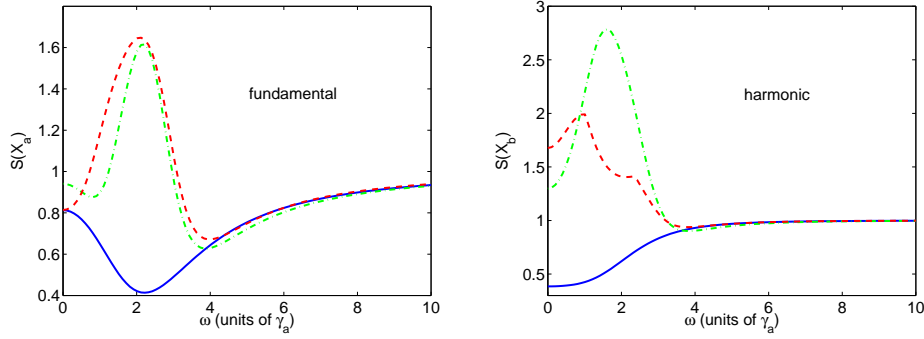 1.6
1.4
1.2
1
0.8
0.6
0.4
S(X_a)
fundamental
0 2 4 6 8 10
ω (units of γ_a)
3
2.5
2
1.5
1
0.5
S(X_b)
harmonic
0 2 4 6 8 10
ω (units of γ_a)